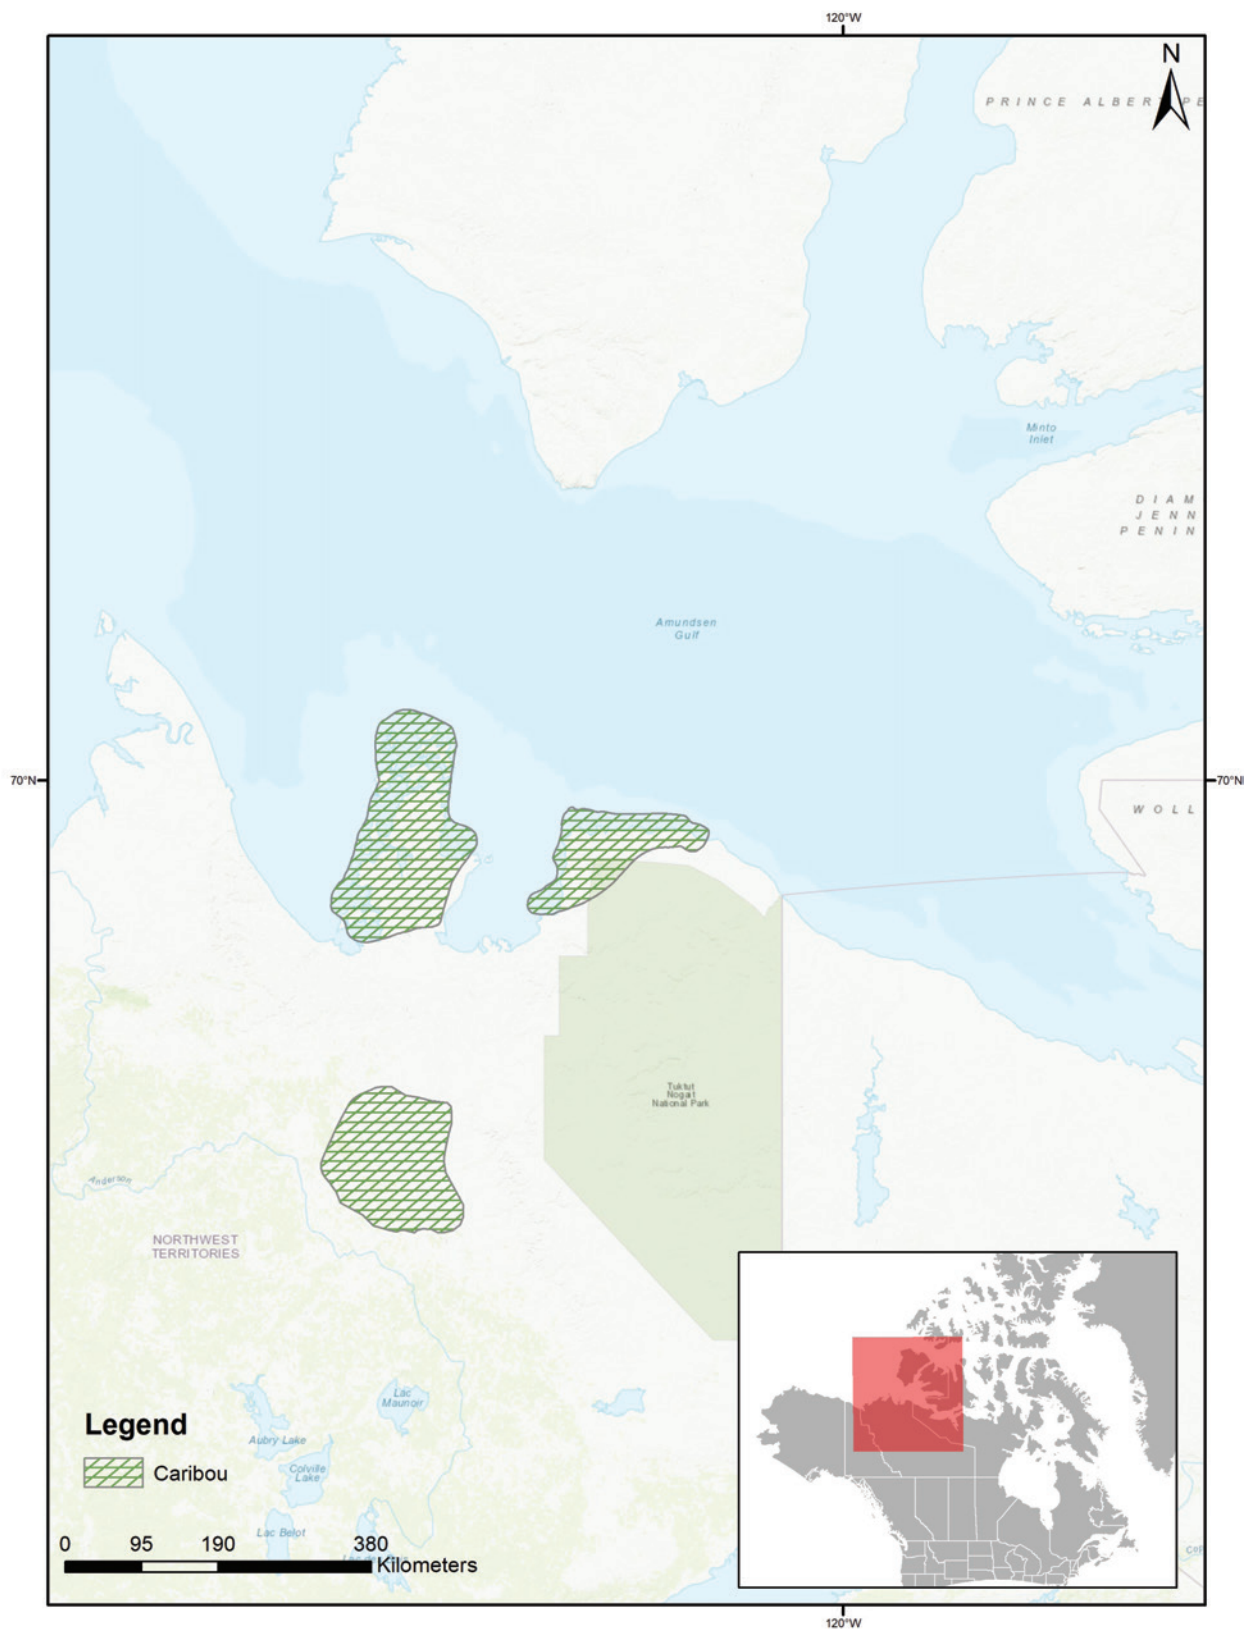 120°W
N
PRINCE ALBERT PE
Minto
Inlet
DIAM
JENN
PENIN
Amundsen
Gulf
70°N
70°N
WOLL
Tuktut
Nogait
National Park
Anderson
NORTHWEST
TERRITORIES
Lac
Maunoir
Legend
Aubry Lake
Colville
Lake
Caribou
Lac Belot
0 95 190 380
Kilometers
120°W